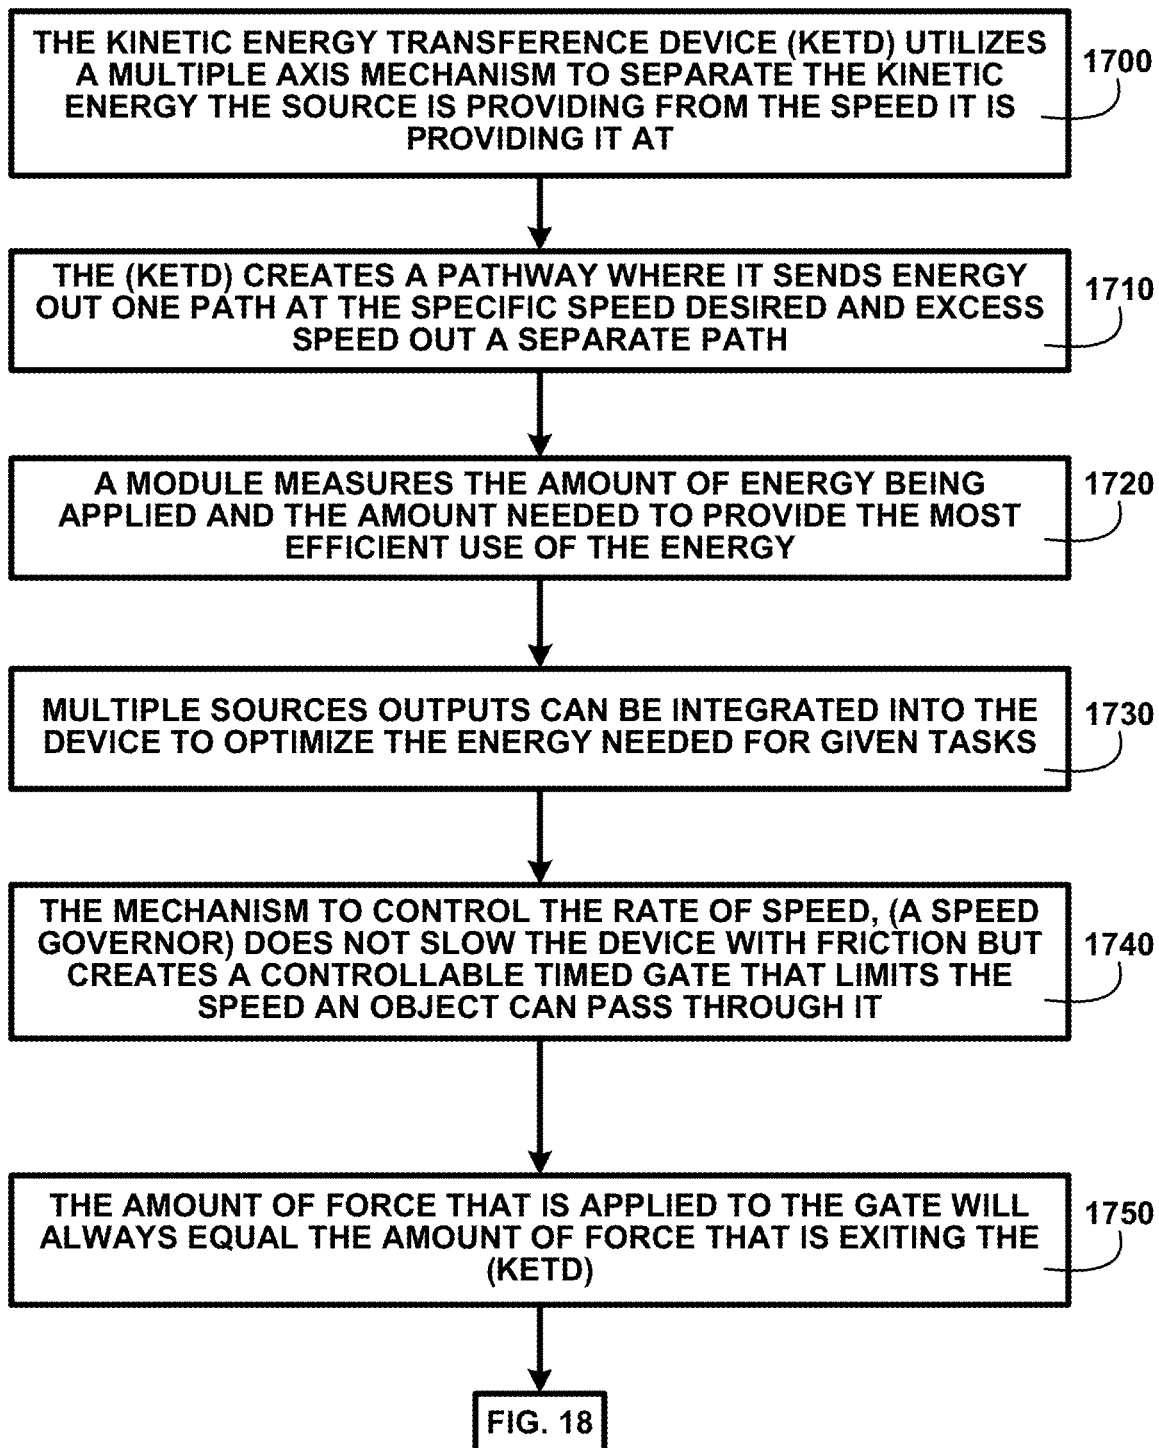 THE KINETIC ENERGY TRANSFERENCE DEVICE (KETD) UTILIZES
A MULTIPLE AXIS MECHANISM TO SEPARATE THE KINETIC
ENERGY THE SOURCE IS PROVIDING FROM THE SPEED IT IS
PROVIDING IT AT
1700
THE (KETD) CREATES A PATHWAY WHERE IT SENDS ENERGY
OUT ONE PATH AT THE SPECIFIC SPEED DESIRED AND EXCESS
SPEED OUT A SEPARATE PATH
1710
A MODULE MEASURES THE AMOUNT OF ENERGY BEING
APPLIED AND THE AMOUNT NEEDED TO PROVIDE THE MOST
EFFICIENT USE OF THE ENERGY
1720
MULTIPLE SOURCES OUTPUTS CAN BE INTEGRATED INTO THE
DEVICE TO OPTIMIZE THE ENERGY NEEDED FOR GIVEN TASKS
1730
THE MECHANISM TO CONTROL THE RATE OF SPEED, (A SPEED
GOVERNOR) DOES NOT SLOW THE DEVICE WITH FRICTION BUT
CREATES A CONTROLLABLE TIMED GATE THAT LIMITS THE
SPEED AN OBJECT CAN PASS THROUGH IT
1740
THE AMOUNT OF FORCE THAT IS APPLIED TO THE GATE WILL
ALWAYS EQUAL THE AMOUNT OF FORCE THAT IS EXITING THE
(KETD)
1750
FIG. 18